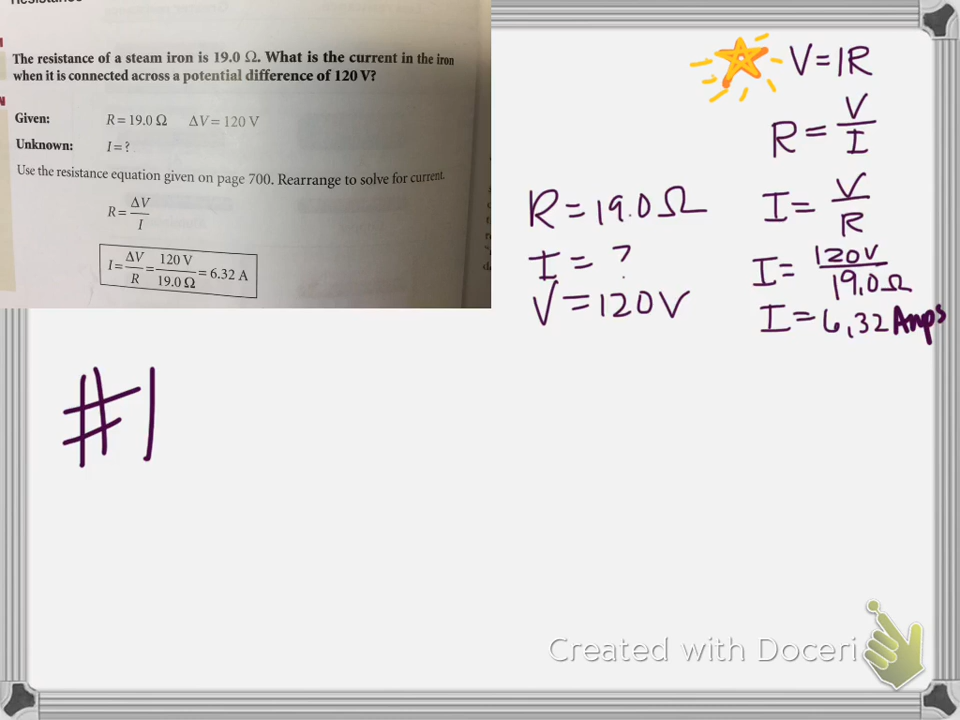 The resistance of a steam iron is 19.0 Ω. What is the current in the iron
when it is connected across a potential difference of 120 V?
Given: R = 19.0 Ω ΔV = 120 V
Unknown: I = ?
Use the resistance equation given on page 700. Rearrange to solve for current.
R = ΔV/I
I = ΔV/R = 120 V/19.0 Ω = 6.32 A
V = IR
R = V/I
I = V/R
I = 120V/19.0Ω
I = 6.32 Amps
R = 19.0Ω
I = ?
V = 120V
#1
Created with Doceri